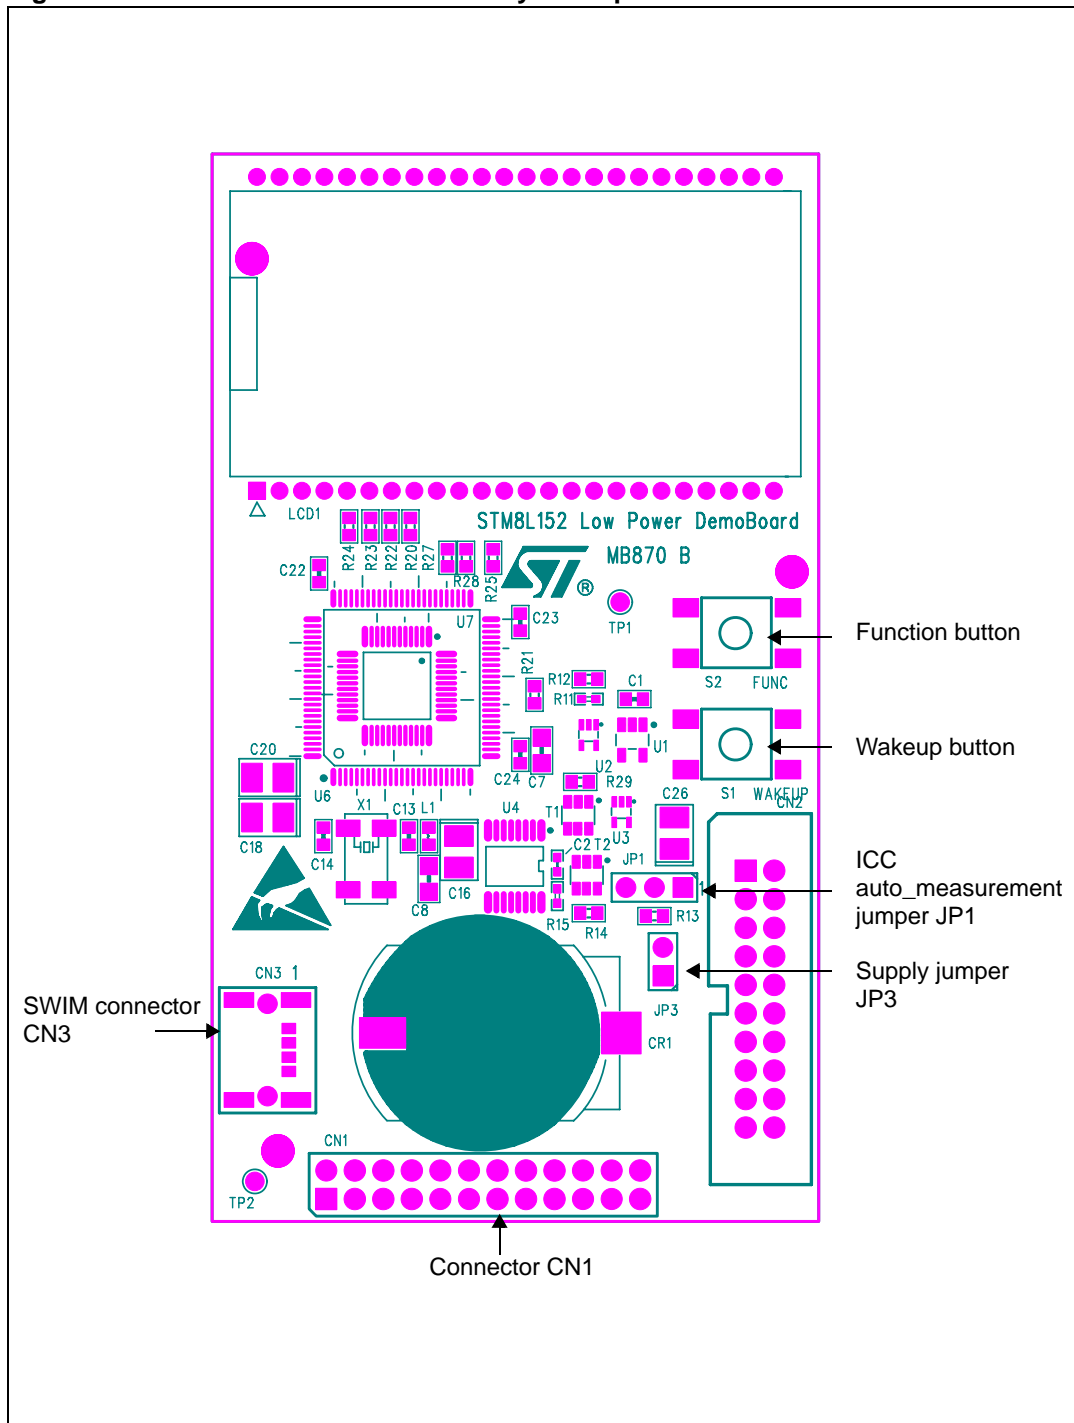 LCD1
STM8L152 Low Power DemoBoard
MB870 B
R24
R23
R22
R20
R27
R28
R25
C22
ST®
U7
C23
TP1
Function button
S2 FUNC
R21
R12
R11
C1
U1
U2
Wakeup button
S1 WAKEUP
CN2
C20
C24
C7
R29
U6
X1
C13
L1
U4
T1
U3
C26
C18
C14
C16
C8
C2
T2
JP1
1
ICC
auto_measurement
jumper JP1
R15
R14
R13
Supply jumper
JP3
JP3
CN3 1
SWIM connector
CN3
CR1
CN1
TP2
Connector CN1